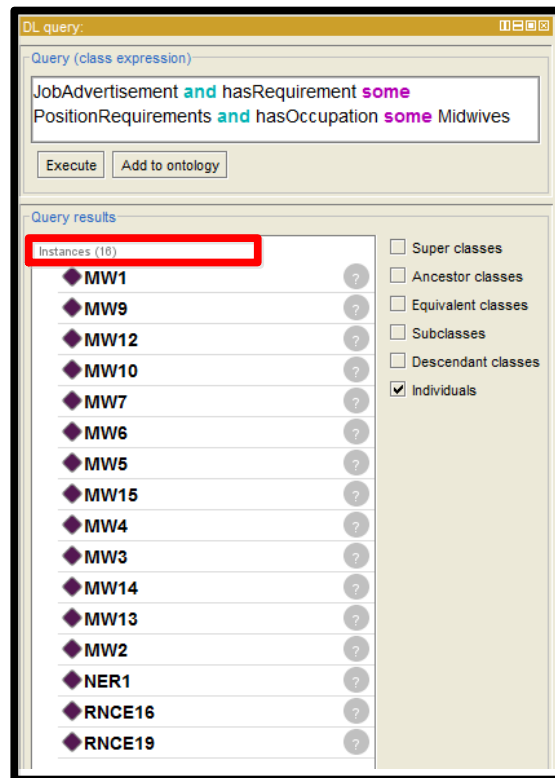 DL query:
Query (class expression)
JobAdvertisement and hasRequirement some
PositionRequirements and hasOccupation some Midwives
Execute
Add to ontology
Query results
Instances (16)
MW1
?
MW9
?
MW12
?
MW10
?
MW7
?
MW6
?
MW5
?
MW15
?
MW4
?
MW3
?
MW14
?
MW13
?
MW2
?
NER1
?
RNCE16
?
RNCE19
?
Super classes
Ancestor classes
Equivalent classes
Subclasses
Descendant classes
Individuals